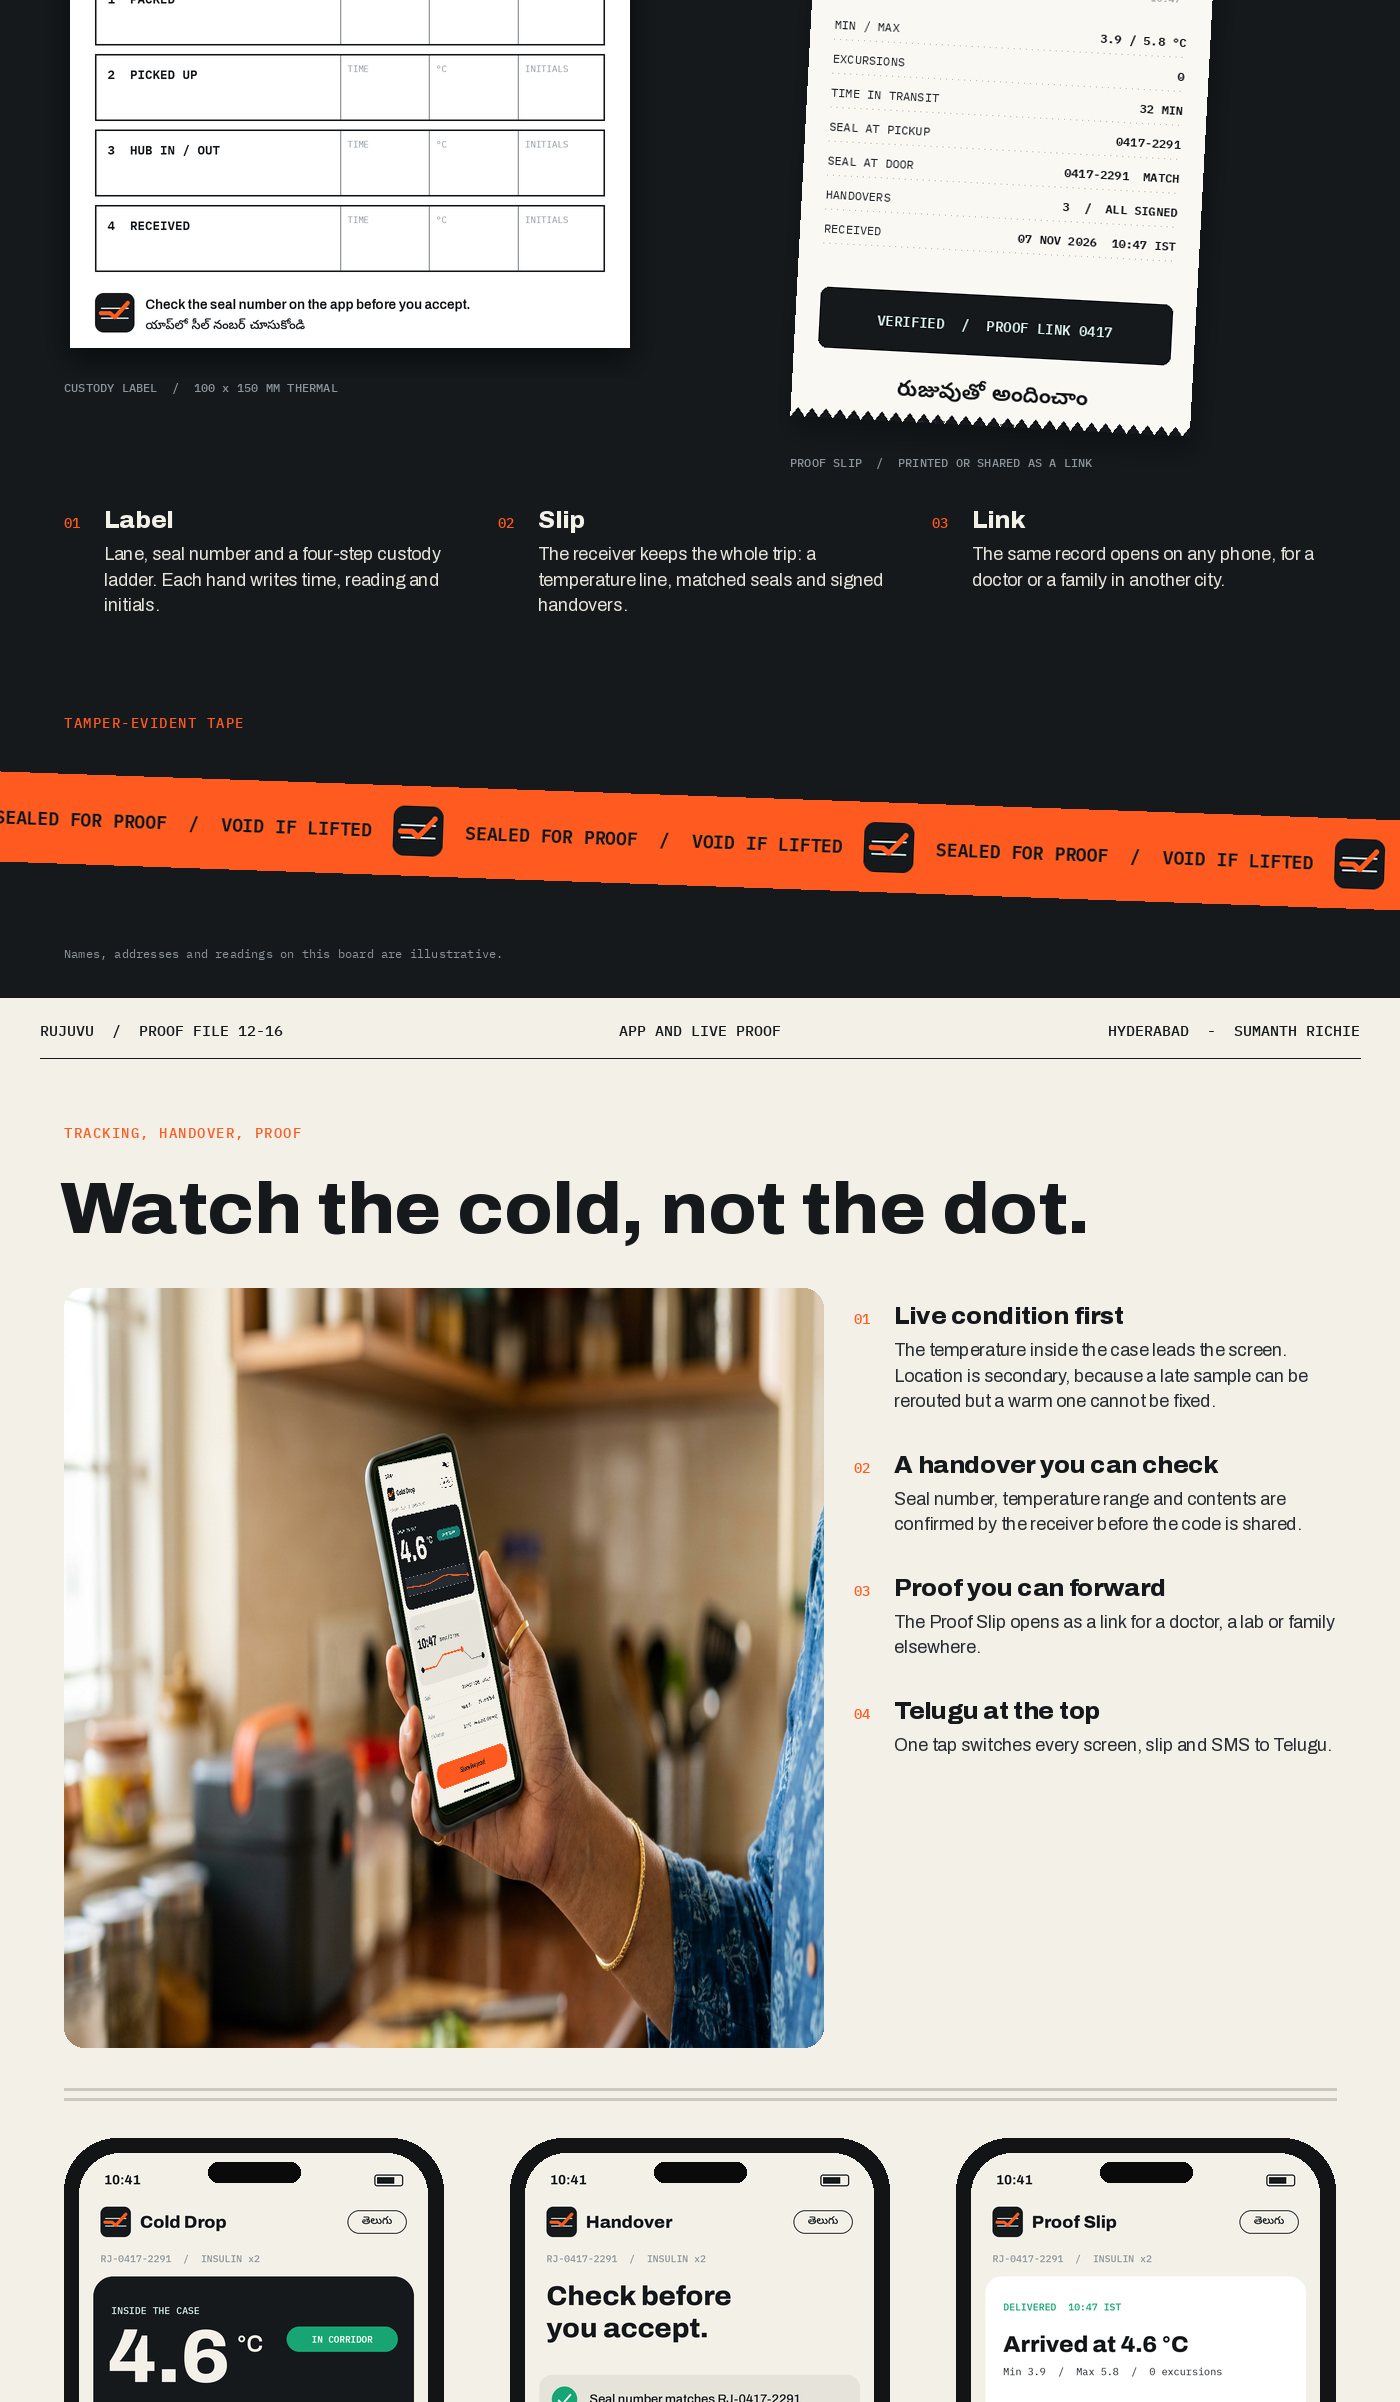 1 PACKED
2 PICKED UP
TIME
°C
INITIALS
3 HUB IN / OUT
TIME
°C
INITIALS
4 RECEIVED
TIME
°C
INITIALS
Check the seal number on the app before you accept.
యాప్‌లో సీల్ నంబర్ చూసుకోండి
CUSTODY LABEL / 100 x 150 MM THERMAL
10:47
MIN / MAX 3.9 / 5.8 °C
EXCURSIONS 0
TIME IN TRANSIT 32 MIN
SEAL AT PICKUP 0417-2291
SEAL AT DOOR 0417-2291 MATCH
HANDOVERS 3 / ALL SIGNED
RECEIVED 07 NOV 2026 10:47 IST
VERIFIED / PROOF LINK 0417
రుజువుతో అందించాం
PROOF SLIP / PRINTED OR SHARED AS A LINK
01 Label
Lane, seal number and a four-step custody
ladder. Each hand writes time, reading and
initials.
02 Slip
The receiver keeps the whole trip: a
temperature line, matched seals and signed
handovers.
03 Link
The same record opens on any phone, for a
doctor or a family in another city.
TAMPER-EVIDENT TAPE
SEALED FOR PROOF / VOID IF LIFTED SEALED FOR PROOF / VOID IF LIFTED SEALED FOR PROOF / VOID IF LIFTED
Names, addresses and readings on this board are illustrative.
RUJUVU / PROOF FILE 12-16 APP AND LIVE PROOF HYDERABAD - SUMANTH RICHIE
TRACKING, HANDOVER, PROOF
Watch the cold, not the dot.
Cold Drop
4.6 °C
10:47
01 Live condition first
The temperature inside the case leads the screen.
Location is secondary, because a late sample can be
rerouted but a warm one cannot be fixed.
02 A handover you can check
Seal number, temperature range and contents are
confirmed by the receiver before the code is shared.
03 Proof you can forward
The Proof Slip opens as a link for a doctor, a lab or family
elsewhere.
04 Telugu at the top
One tap switches every screen, slip and SMS to Telugu.
10:41
Cold Drop తెలుగు
RJ-0417-2291 / INSULIN x2
INSIDE THE CASE
4.6 °C IN CORRIDOR
10:41
Handover తెలుగు
RJ-0417-2291 / INSULIN x2
Check before
you accept.
Seal number matches RJ-0417-2291
10:41
Proof Slip తెలుగు
RJ-0417-2291 / INSULIN x2
DELIVERED 10:47 IST
Arrived at 4.6 °C
Min 3.9 / Max 5.8 / 0 excursions